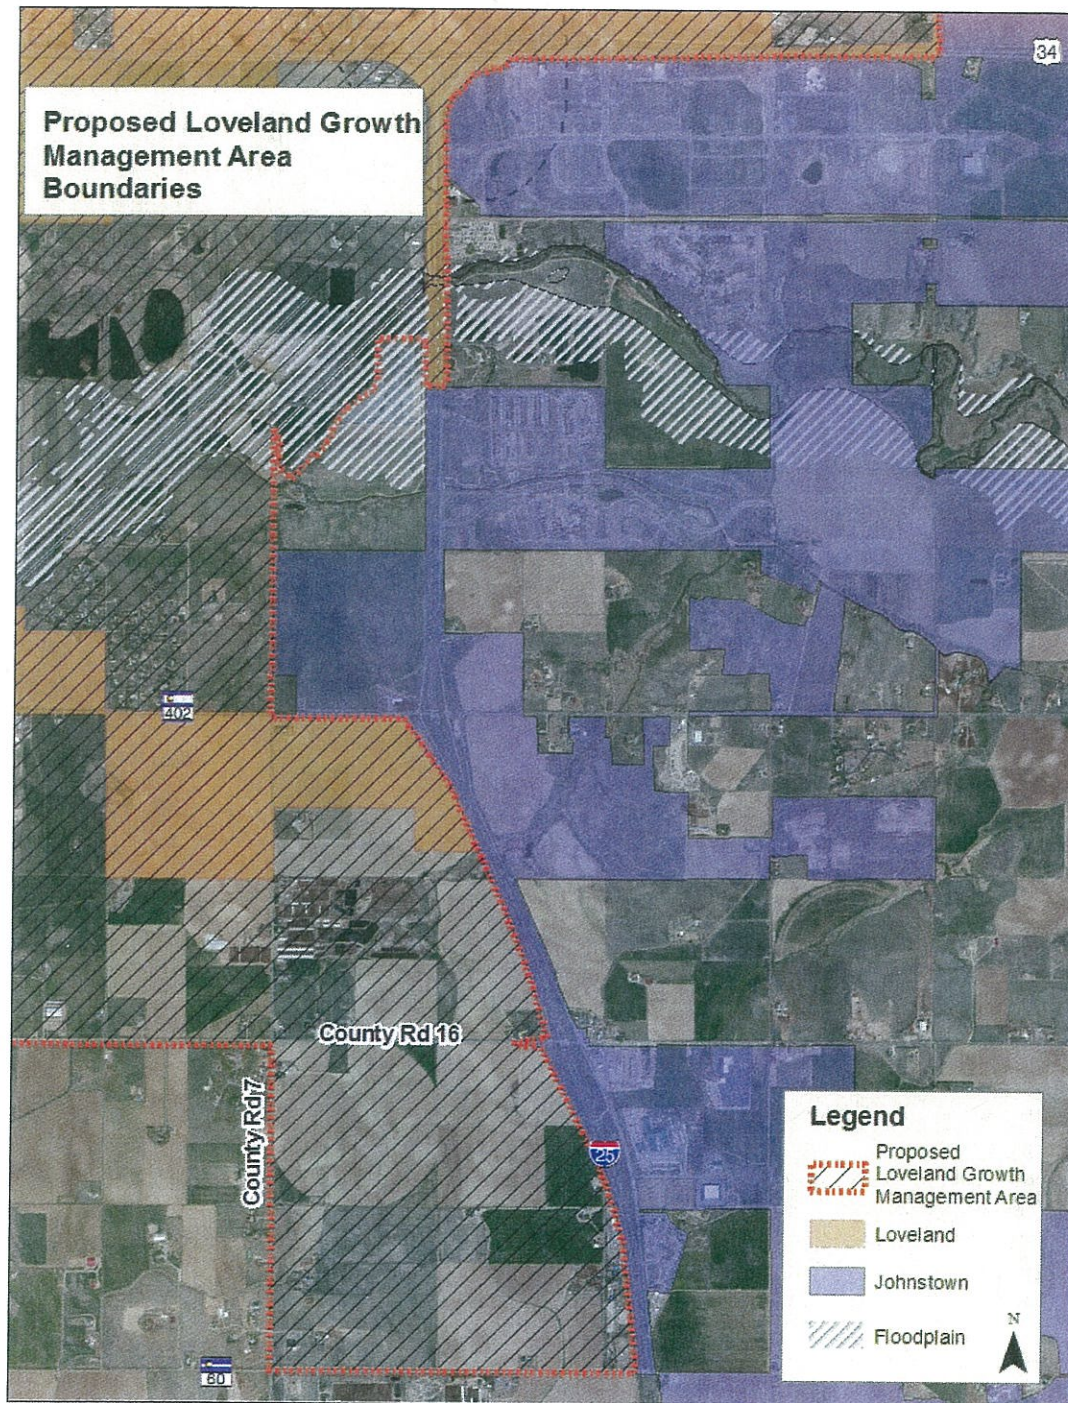 34
Proposed Loveland Growth
Management Area
Boundaries
402
County Rd 16
County Rd 7
25
60
Legend
Proposed
Loveland Growth
Management Area
Loveland
Johnstown
Floodplain
N